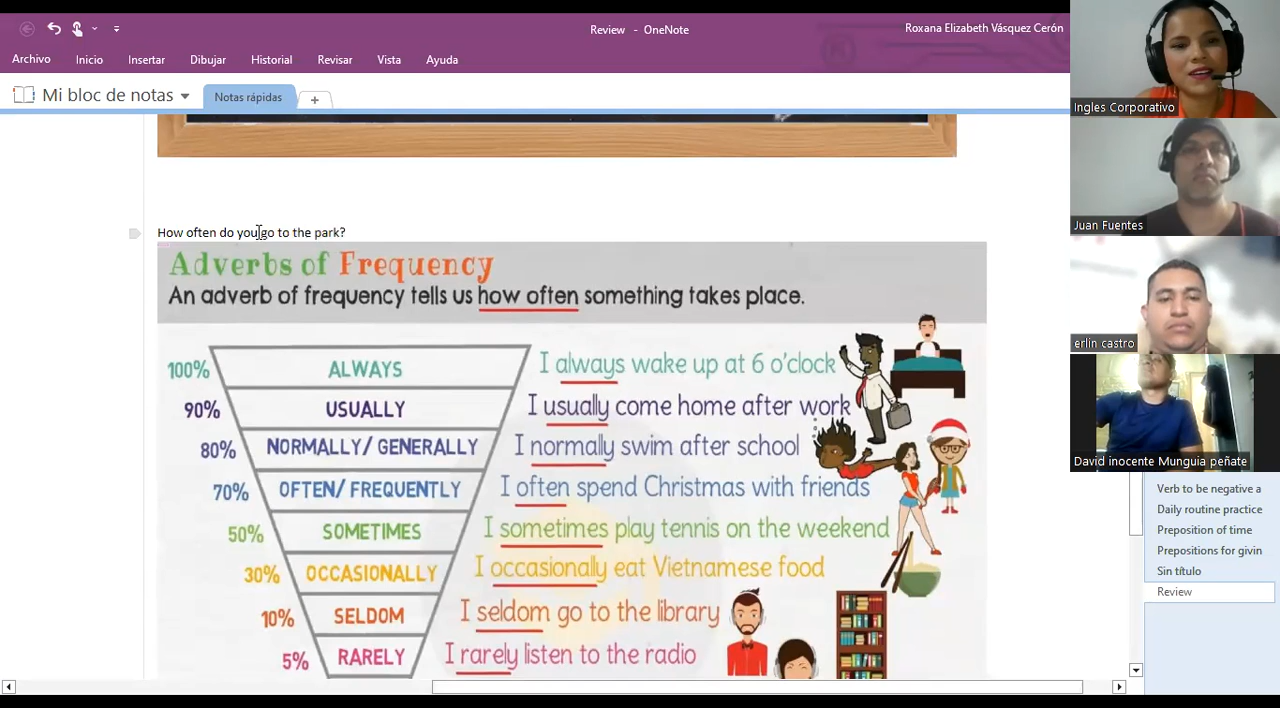 Review - OneNote
Roxana Elizabeth Vásquez Cerón
Archivo Inicio Insertar Dibujar Historial Revisar Vista Ayuda
Mi bloc de notas
Notas rápidas
How often do you go to the park?
Adverbs of Frequency
An adverb of frequency tells us how often something takes place.
100% ALWAYS I always wake up at 6 o'clock
90% USUALLY I usually come home after work
80% NORMALLY/ GENERALLY I normally swim after school
70% OFTEN/ FREQUENTLY I often spend Christmas with friends
50% SOMETIMES I sometimes play tennis on the weekend
30% OCCASIONALLY I occasionally eat Vietnamese food
10% SELDOM I seldom go to the library
5% RARELY I rarely listen to the radio
Ingles Corporativo
Juan Fuentes
erlin castro
David inocente Munguia peñate
Verb to be negative a
Daily routine practice
Preposition of time
Prepositions for givin
Sin título
Review